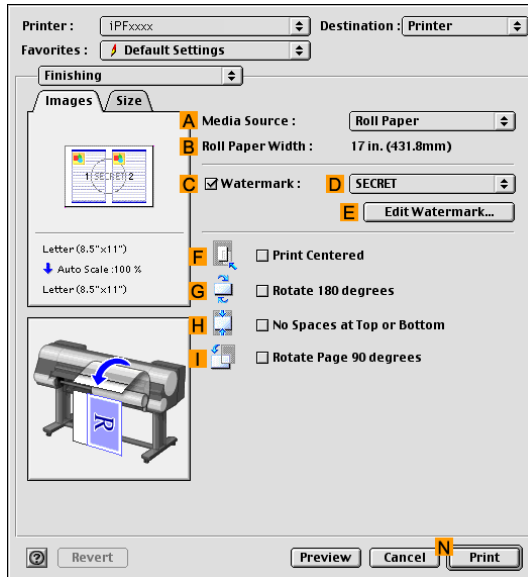 Printer : iPFxxxx Destination : Printer
Favorites : Default Settings
Finishing
Images Size
A Media Source : Roll Paper
B Roll Paper Width : 17 in. (431.8mm)
1 SECRET 2
C Watermark : D SECRET
E Edit Watermark...
Letter (8.5"x11")
F Print Centered
Auto Scale :100 %
Letter (8.5"x11")
G Rotate 180 degrees
H No Spaces at Top or Bottom
I Rotate Page 90 degrees
R
? Revert Preview Cancel N Print